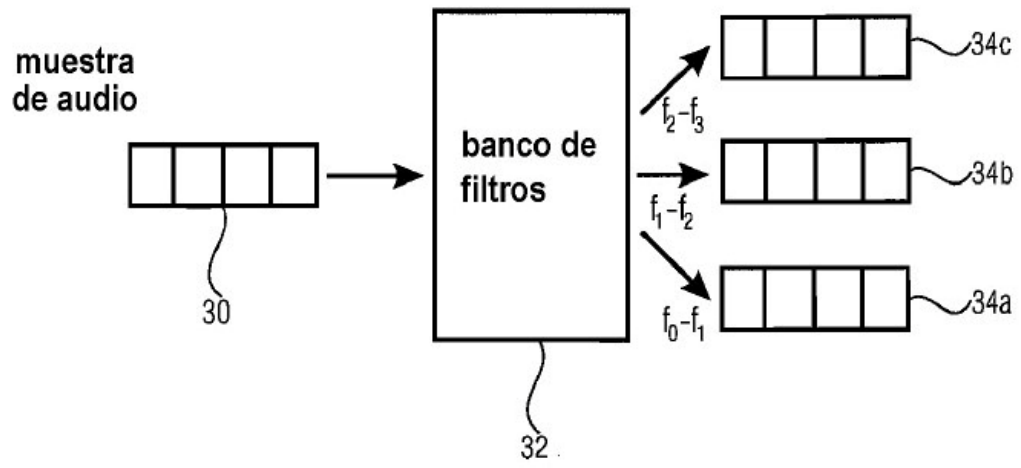 muestra
de audio
30
banco de
filtros
32
f2-f3
34c
f1-f2
34b
f0-f1
34a